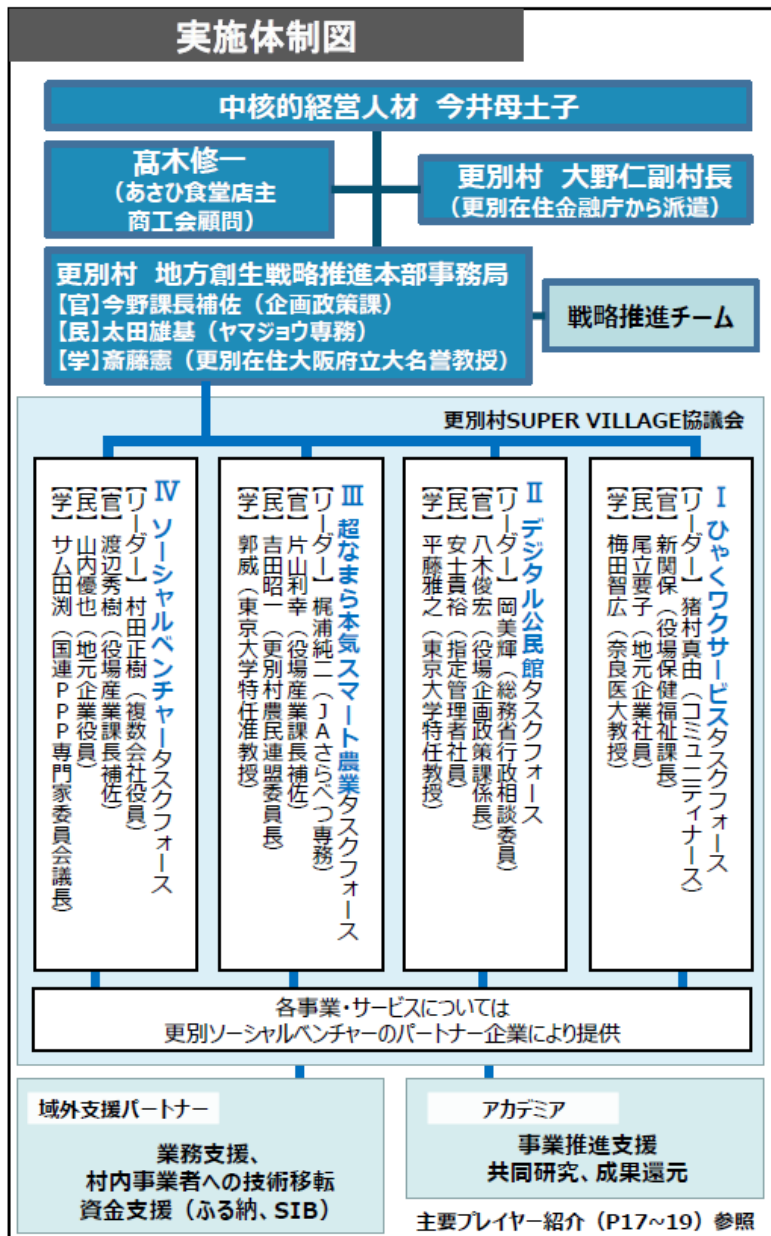 実施体制図
中核的経営人材 今井母土子
髙木修一
(あさひ食堂店主
商工会顧問)
更別村 大野仁副村長
(更別在住金融庁から派遣)
更別村 地方創生戦略推進本部事務局
【官】今野課長補佐(企画政策課)
【民】太田雄基(ヤマジョウ専務)
【学】斎藤憲(更別在住大阪府立大名誉教授)
戦略推進チーム
更別村SUPER VILLAGE協議会
Ⅰ ひゃくワクサービスタスクフォース
【リーダー】猪村真由(コミュニティナース)
【官】新関保(役場保健福祉課長)
【民】尾立要子(地元企業社員)
【学】梅田智広(奈良医大教授)
Ⅱ デジタル公民館タスクフォース
【リーダー】岡美輝(総務省行政相談委員)
【官】八木俊宏(役場企画政策課係長)
【民】安士貴裕(指定管理者社員)
【学】平藤雅之(東京大学特任教授)
Ⅲ 超なまら本気スマート農業タスクフォース
【リーダー】梶浦純二(JAさらべつ専務)
【官】片山利幸(役場産業課長補佐)
【民】吉田昭一(更別村農民連盟委員長)
【学】郭威(東京大学特任准教授)
Ⅳ ソーシャルベンチャータスクフォース
【リーダー】村田正樹(複数会社役員)
【官】渡辺秀樹(役場産業課長補佐)
【民】山内優也(地元企業役員)
【学】サム田渕(国連PPP専門家委員会議長)
各事業・サービスについては
更別ソーシャルベンチャーのパートナー企業により提供
域外支援パートナー
業務支援、
村内事業者への技術移転
資金支援(ふる納、SIB)
アカデミア
事業推進支援
共同研究、成果還元
主要プレイヤー紹介(P17~19)参照